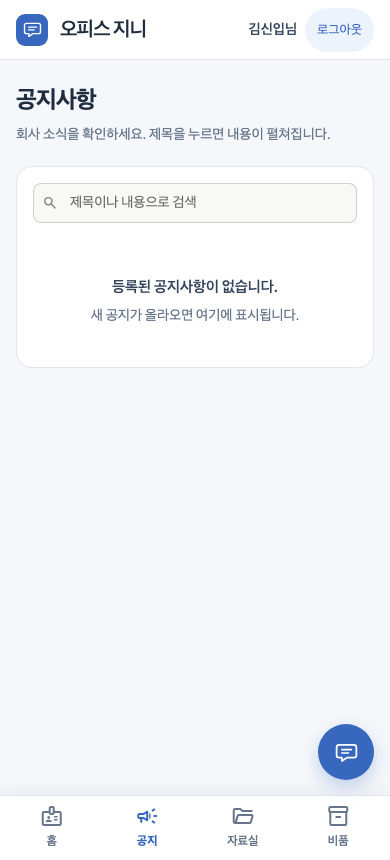 오피스 지니
김신입님
로그아웃
공지사항
회사 소식을 확인하세요. 제목을 누르면 내용이 펼쳐집니다.
제목이나 내용으로 검색
등록된 공지사항이 없습니다.
새 공지가 올라오면 여기에 표시됩니다.
홈
공지
자료실
비품